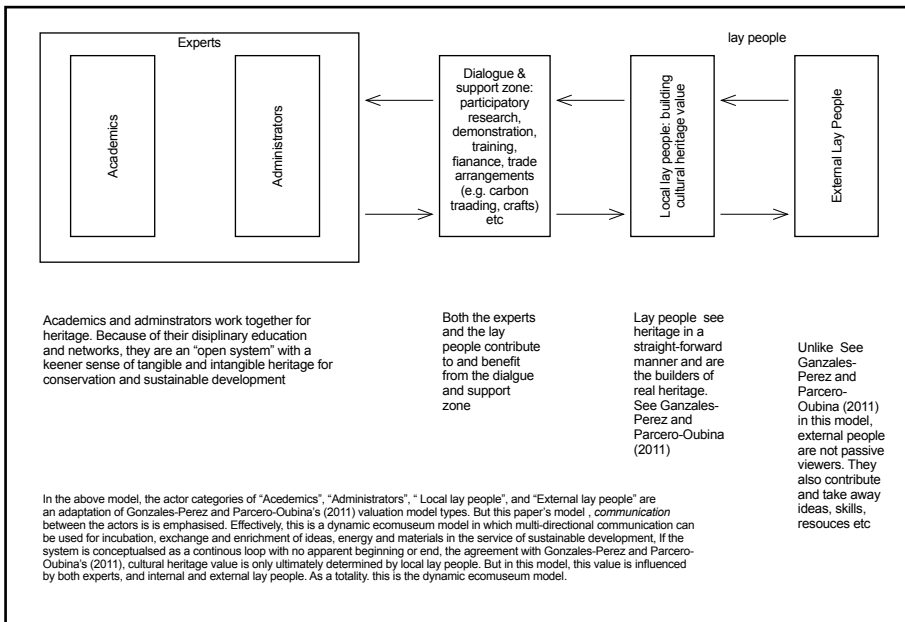 Experts
lay people
Academics
Administrators
Dialogue &
support zone:
participatory
research,
demonstration,
training,
fianance, trade
arrangements
(e.g. carbon
traading, crafts)
etc
Local lay people: building
cultural heritage value
External Lay People
Academics and adminstrators work together for
heritage. Because of their disiplinary education
and networks, they are an “open system” with a
keener sense of tangible and intangible heritage for
conservation and sustainable development
Both the experts
and the lay
people contribute
to and benefit
from the dialgue
and support
zone
Lay people see
heritage in a
straight-forward
manner and are
the builders of
real heritage.
See Ganzales-
Perez and
Parcero-Oubina
(2011)
Unlike See
Ganzales-
Perez and
Parcero-
Oubina (2011)
in this model,
external people
are not passive
viewers. They
also contribute
and take away
ideas, skills,
resouces etc
In the above model, the actor categories of “Acedemics”, “Administrators”, “ Local lay people”, and “External lay people” are
an adaptation of Gonzales-Perez and Parcero-Oubina’s (2011) valuation model types. But this paper’s model , communication
between the actors is is emphasised. Effectively, this is a dynamic ecomuseum model in which multi-directional communication can
be used for incubation, exchange and enrichment of ideas, energy and materials in the service of sustainable development, If the
system is conceptualsed as a continous loop with no apparent beginning or end, the agreement with Gonzales-Perez and Parcero-
Oubina’s (2011), cultural heritage value is only ultimately determined by local lay people. But in this model, this value is influenced
by both experts, and internal and external lay people. As a totality. this is the dynamic ecomuseum model.